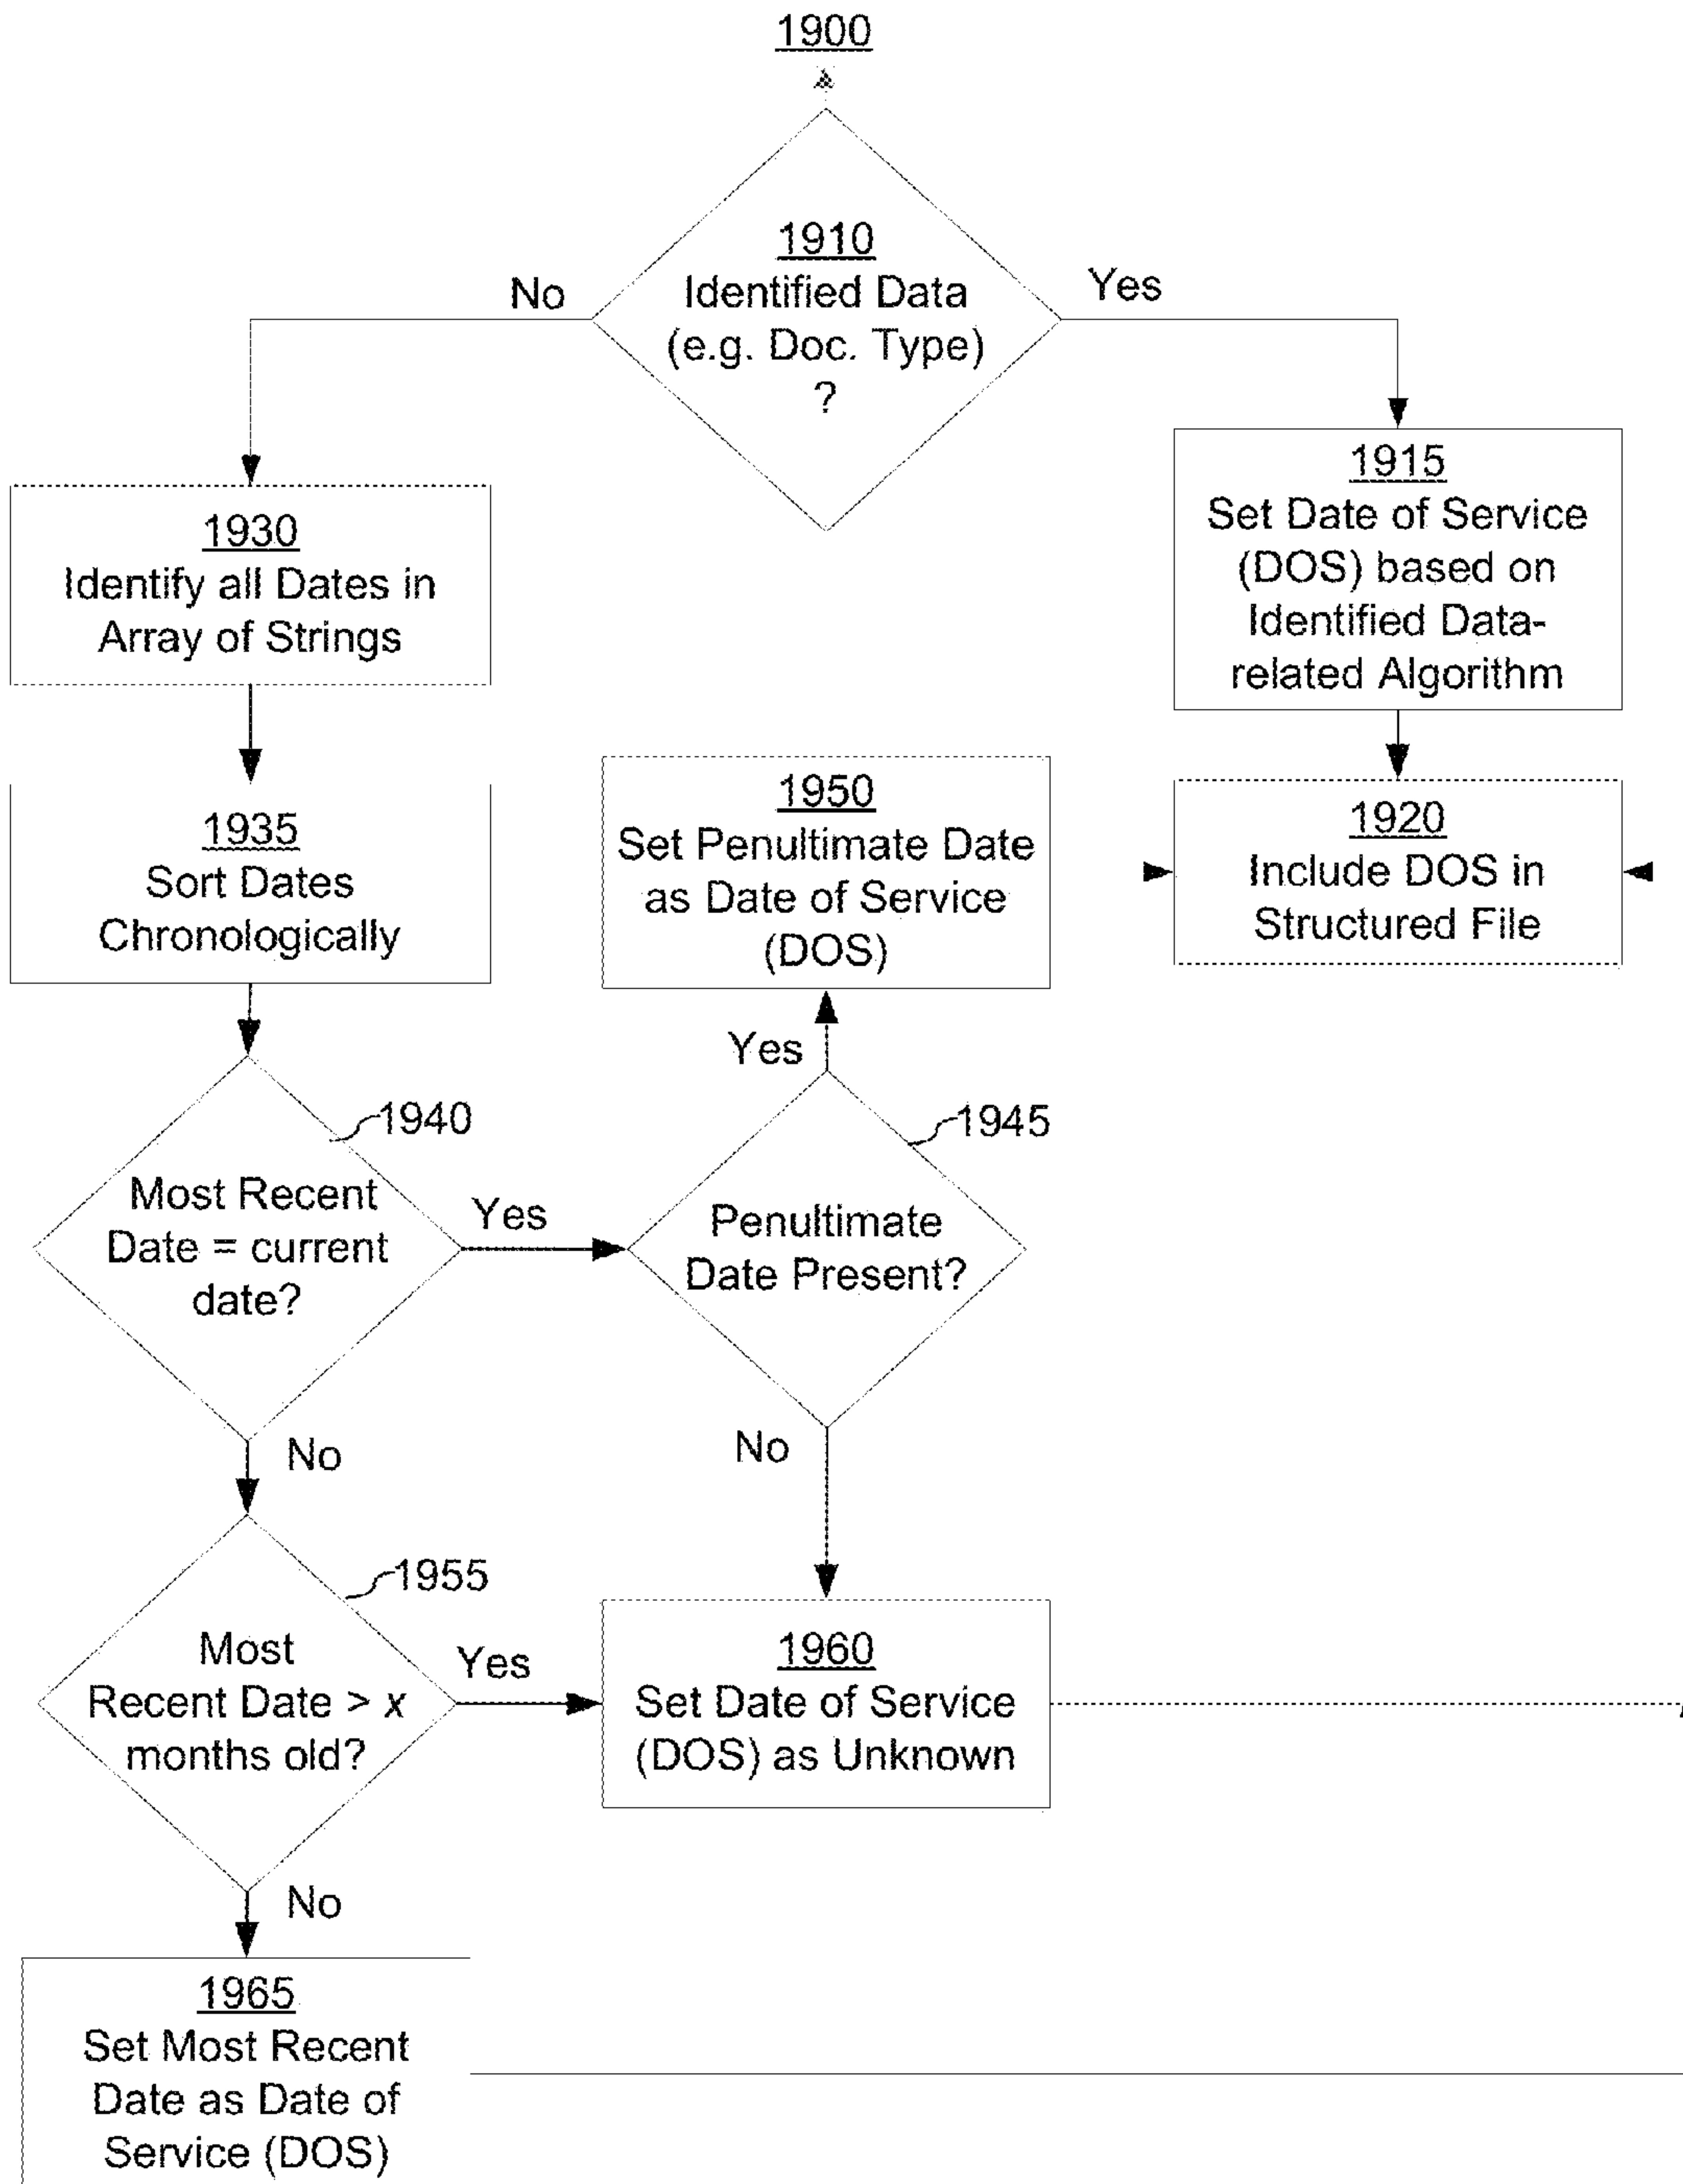 1900
1910
Identified Data
(e.g. Doc. Type)
?
No
Yes
1915
Set Date of Service
(DOS) based on
Identified Data-
related Algorithm
1930
Identify all Dates in
Array of Strings
1935
Sort Dates
Chronologically
1950
Set Penultimate Date
as Date of Service
(DOS)
1920
Include DOS in
Structured File
1940
Most Recent
Date = current
date?
Yes
Yes
1945
Penultimate
Date Present?
No
No
1955
Most
Recent Date > x
months old?
Yes
1960
Set Date of Service
(DOS) as Unknown
No
1965
Set Most Recent
Date as Date of
Service (DOS)